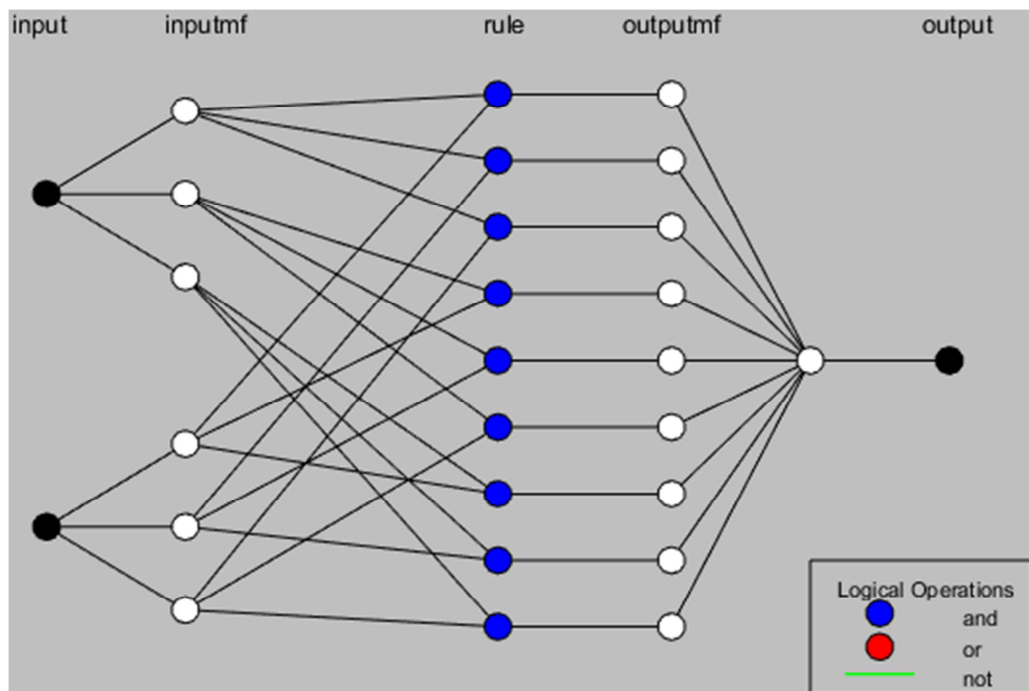 input inputmf rule outputmf output
Logical Operations
and
or
not